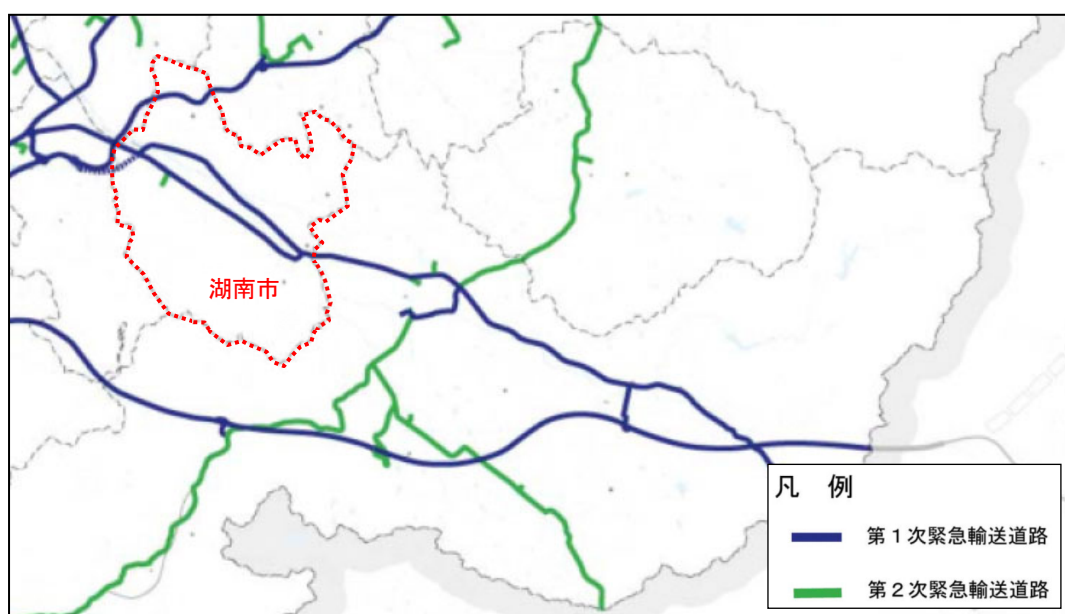 湖南市
凡　例
第１次緊急輸送道路
第２次緊急輸送道路